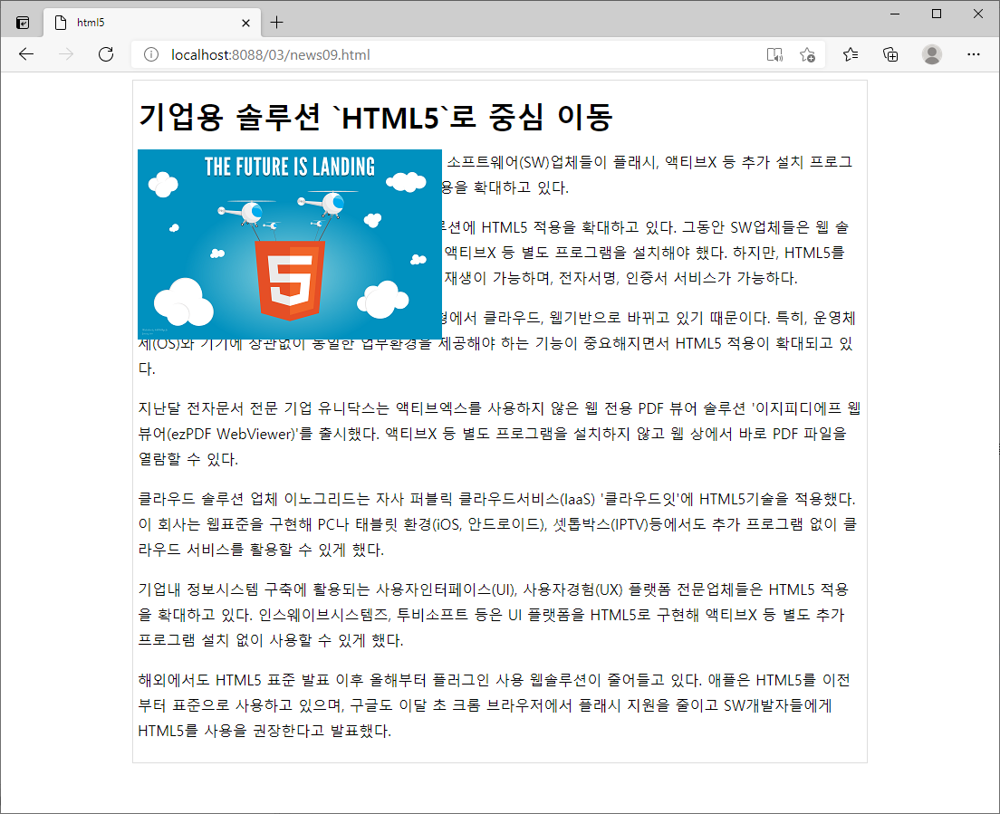 html5
localhost:8088/03/news09.html
기업용 솔루션 `HTML5`로 중심 이동
THE FUTURE IS LANDING
5
소프트웨어(SW)업체들이 플래시, 액티브X 등 추가 설치 프로그
용을 확대하고 있다.
루션에 HTML5 적용을 확대하고 있다. 그동안 SW업체들은 웹 솔
액티브X 등 별도 프로그램을 설치해야 했다. 하지만, HTML5를
재생이 가능하며, 전자서명, 인증서 서비스가 가능하다.
에서 클라우드, 웹기반으로 바뀌고 있기 때문이다. 특히, 운영체
제(OS)와 기기에 상관없이 동일한 업무환경을 제공해야 하는 기능이 중요해지면서 HTML5 적용이 확대되고 있
다.
지난달 전자문서 전문 기업 유니닥스는 액티브엑스를 사용하지 않은 웹 전용 PDF 뷰어 솔루션 '이지피디에프 웹
뷰어(ezPDF WebViewer)'를 출시했다. 액티브X 등 별도 프로그램을 설치하지 않고 웹 상에서 바로 PDF 파일을
열람할 수 있다.
클라우드 솔루션 업체 이노그리드는 자사 퍼블릭 클라우드서비스(IaaS) '클라우드잇'에 HTML5기술을 적용했다.
이 회사는 웹표준을 구현해 PC나 태블릿 환경(iOS, 안드로이드), 셋톱박스(IPTV)등에서도 추가 프로그램 없이 클
라우드 서비스를 활용할 수 있게 했다.
기업내 정보시스템 구축에 활용되는 사용자인터페이스(UI), 사용자경험(UX) 플랫폼 전문업체들은 HTML5 적용
을 확대하고 있다. 인스웨이브시스템즈, 투비소프트 등은 UI 플랫폼을 HTML5로 구현해 액티브X 등 별도 추가
프로그램 설치 없이 사용할 수 있게 했다.
해외에서도 HTML5 표준 발표 이후 올해부터 플러그인 사용 웹솔루션이 줄어들고 있다. 애플은 HTML5를 이전
부터 표준으로 사용하고 있으며, 구글도 이달 초 크롬 브라우저에서 플래시 지원을 줄이고 SW개발자들에게
HTML5를 사용을 권장한다고 발표했다.